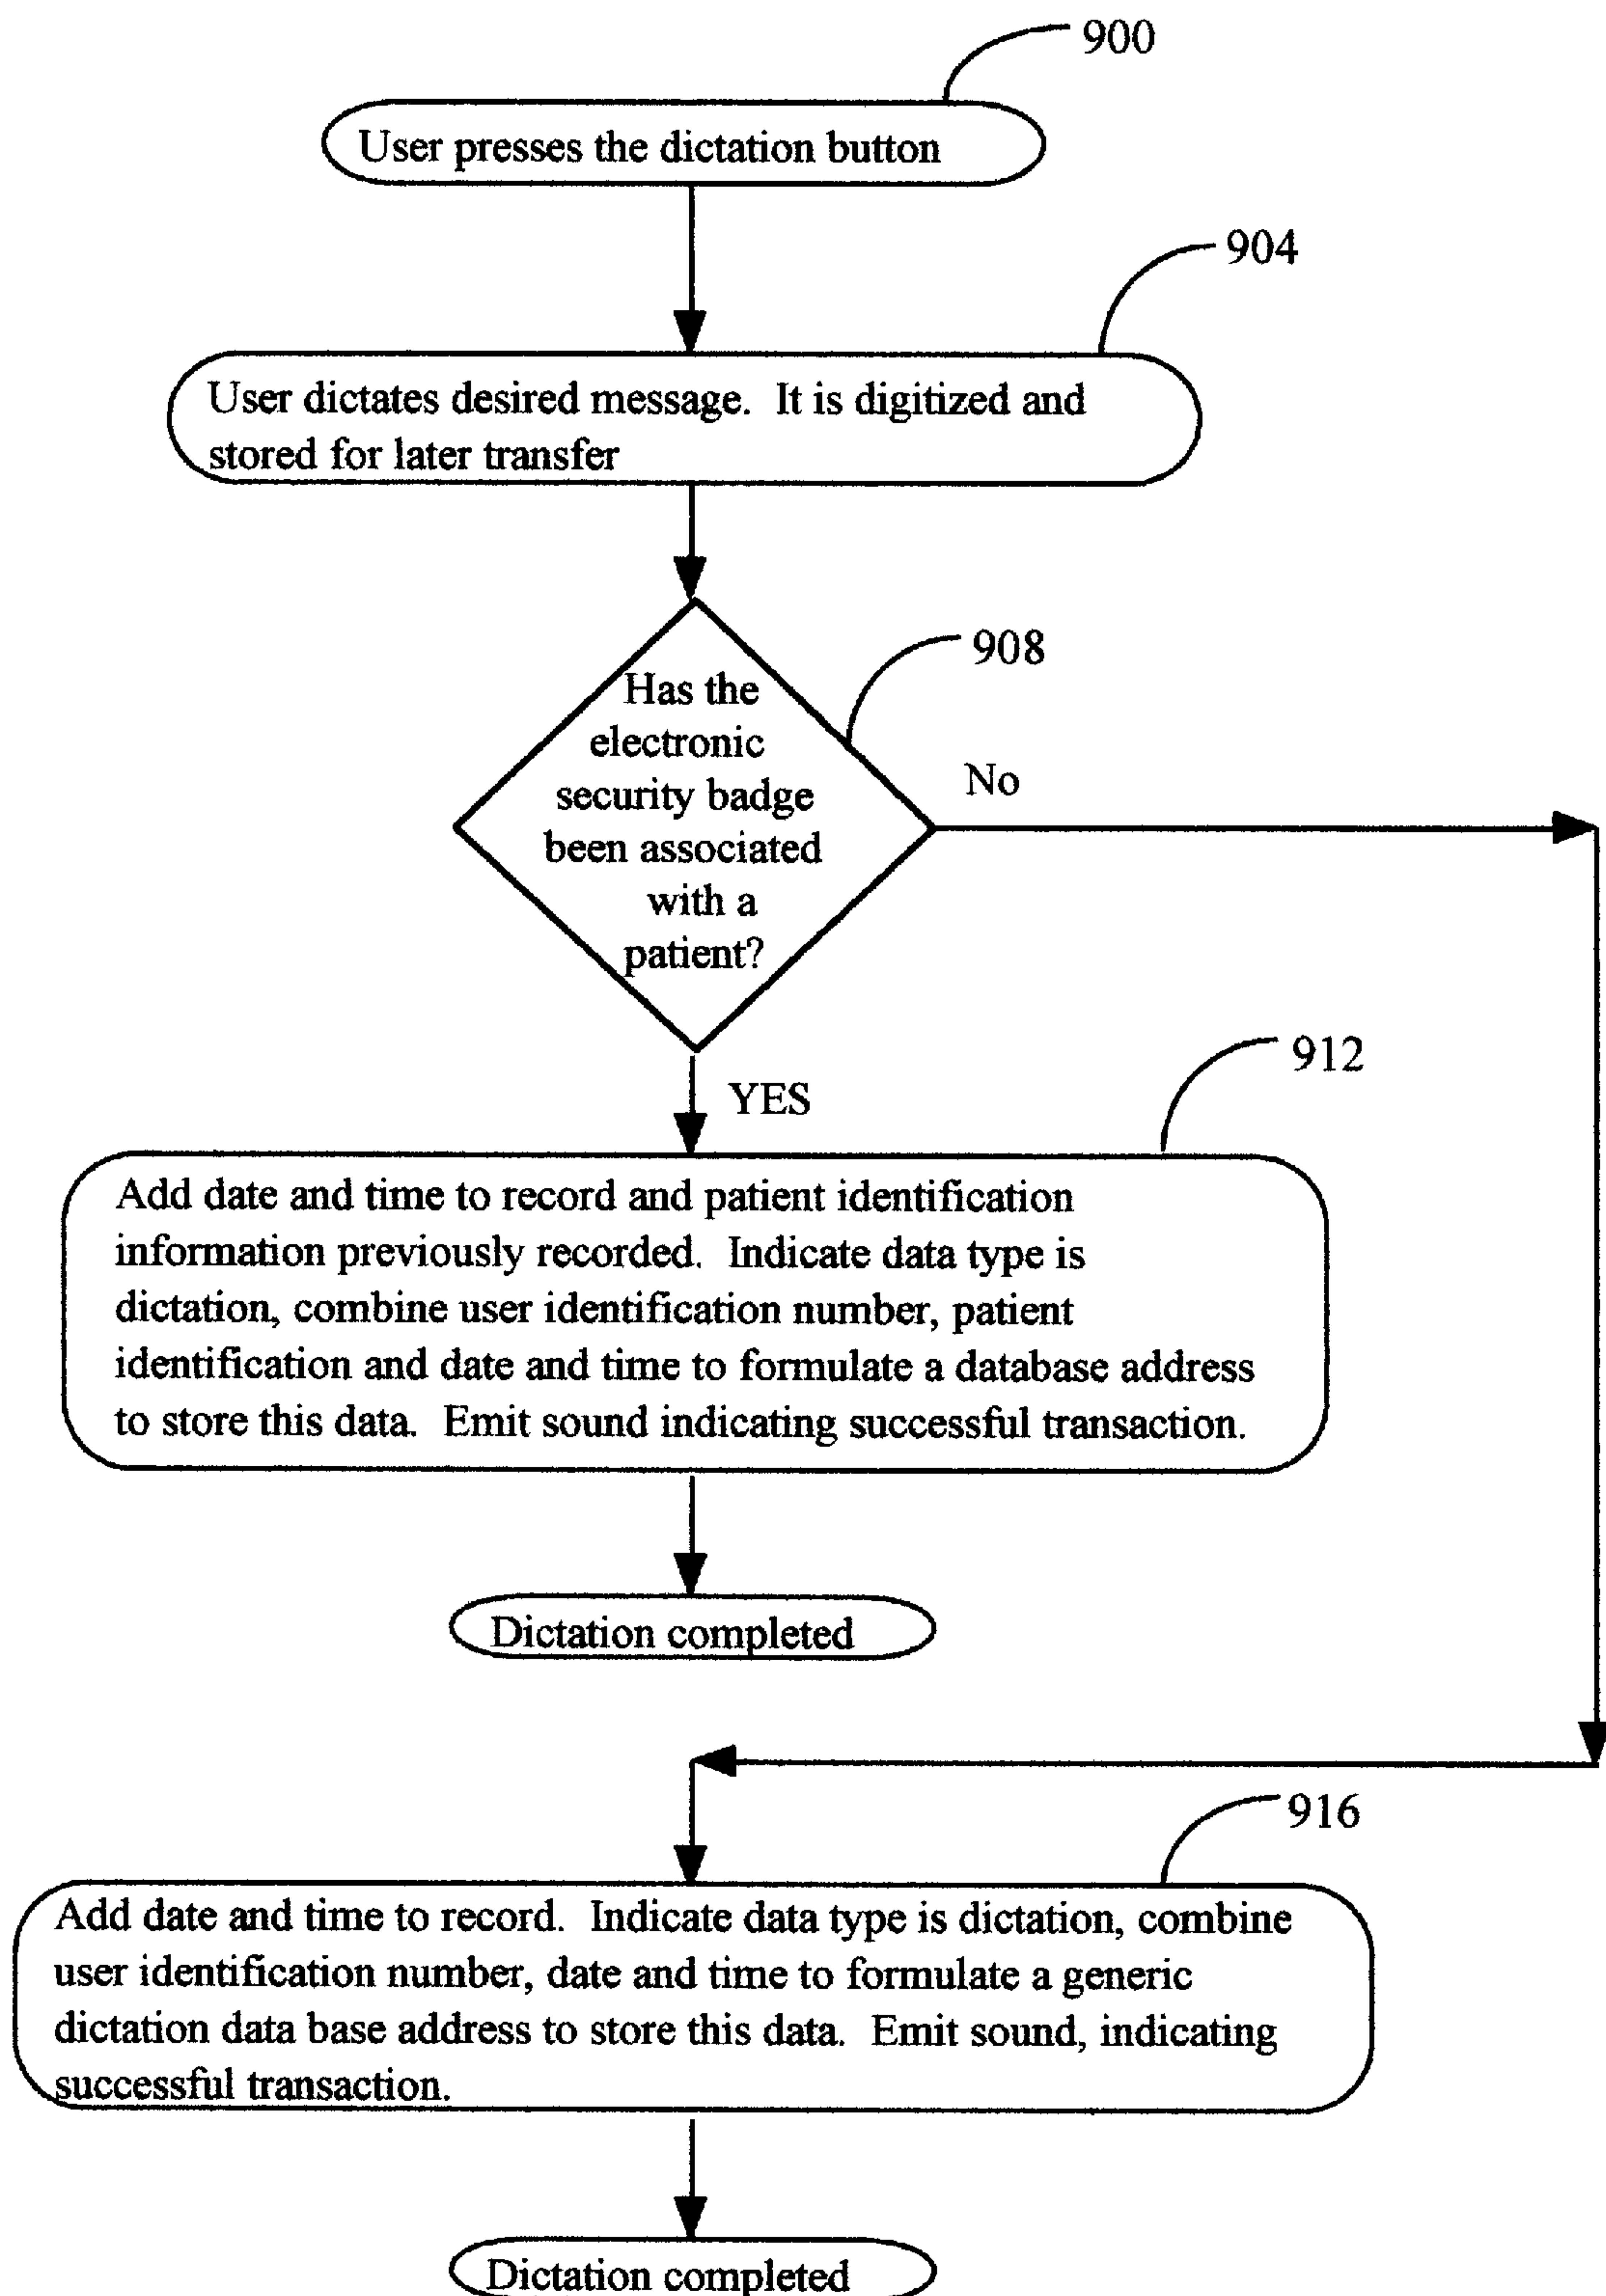 900
User presses the dictation button
904
User dictates desired message.  It is digitized and
stored for later transfer
908
Has the
electronic
security badge
been associated
with a
patient?
No
YES
912
Add date and time to record and patient identification
information previously recorded.  Indicate data type is
dictation, combine user identification number, patient
identification and date and time to formulate a database address
to store this data.  Emit sound indicating successful transaction.
Dictation completed
916
Add date and time to record.  Indicate data type is dictation, combine
user identification number, date and time to formulate a generic
dictation data base address to store this data.  Emit sound, indicating
successful transaction.
Dictation completed